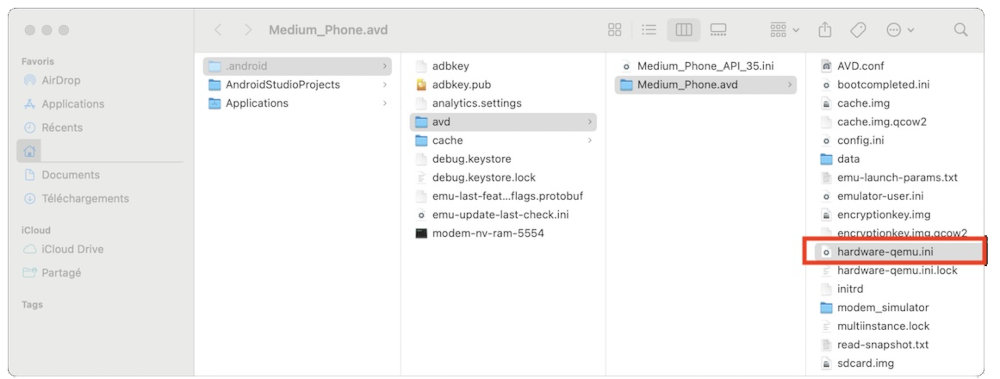 Medium_Phone.avd
Favoris
AirDrop
Applications
Récents
Documents
Téléchargements
iCloud
iCloud Drive
Partagé
Tags
.android
AndroidStudioProjects
Applications
adbkey
adbkey.pub
analytics.settings
avd
cache
debug.keystore
debug.keystore.lock
emu-last-feat...flags.protobuf
emu-update-last-check.ini
modem-nv-ram-5554
Medium_Phone_API_35.ini
Medium_Phone.avd
AVD.conf
bootcompleted.ini
cache.img
cache.img.qcow2
config.ini
data
emu-launch-params.txt
emulator-user.ini
encryptionkey.img
encryptionkey.img.qcow2
hardware-qemu.ini
hardware-qemu.ini.lock
initrd
modem_simulator
multiinstance.lock
read-snapshot.txt
sdcard.img